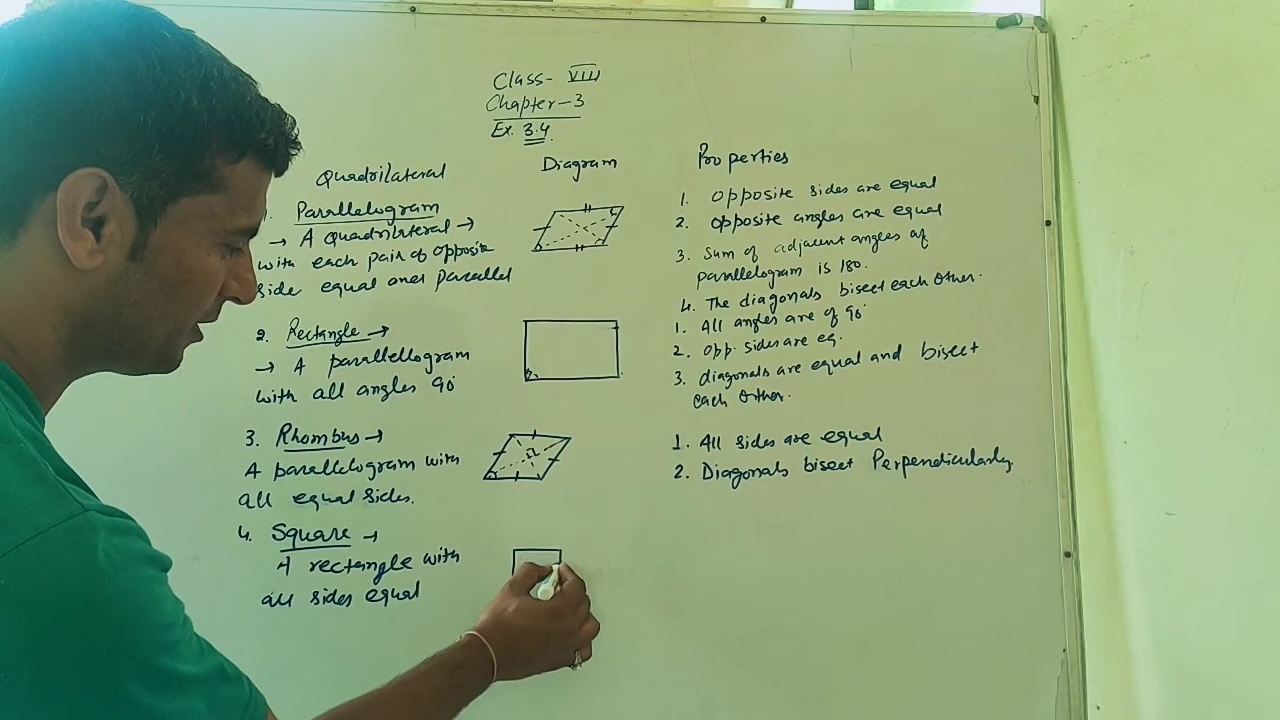 Class- VIII
Chapter-3
Ex. 3.4.
Quadrilateral
Diagram
Properties
Parallelogram
→ A Quadrilateral →
with each pair of opposite
side equal and parallel
1. Opposite sides are equal
2. Opposite angles are equal
3. Sum of adjacent angles of
parallelogram is 180.
4. The diagonals bisect each other.
2. Rectangle →
→ A parallellogram
with all angles 90°
1. All angles are of 90°
2. Opp. sides are eq.
3. diagonals are equal and bisect
each other.
3. Rhombus →
A parallelogram with
all equal sides.
1. All sides are equal
2. Diagonals bisect Perpendicularly
4. Square →
A rectangle with
all sides equal